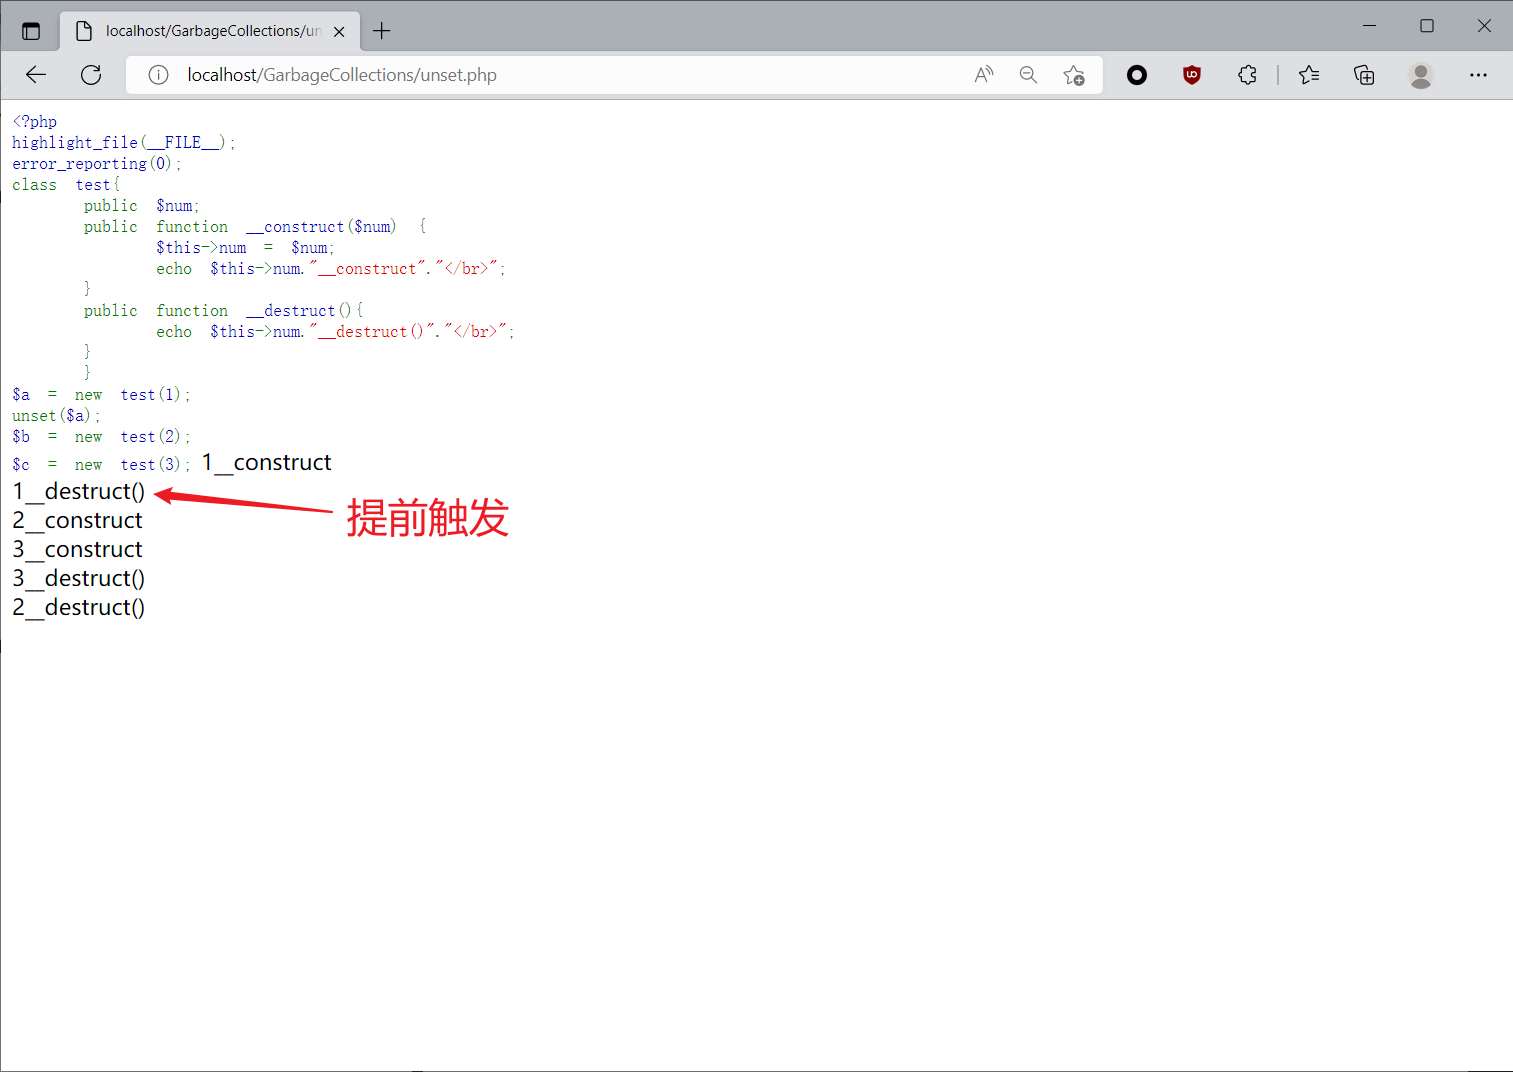 localhost/GarbageCollections/un
localhost/GarbageCollections/unset.php
<?php
highlight_file(__FILE__);
error_reporting(0);
class test{
public $num;
public function __construct($num) {
$this->num = $num;
echo $this->num."__construct"."</br>";
}
public function __destruct(){
echo $this->num."__destruct()"."</br>";
}
}
$a = new test(1);
unset($a);
$b = new test(2);
$c = new test(3); 1__construct
1__destruct()
提前触发
2__construct
3__construct
3__destruct()
2__destruct()